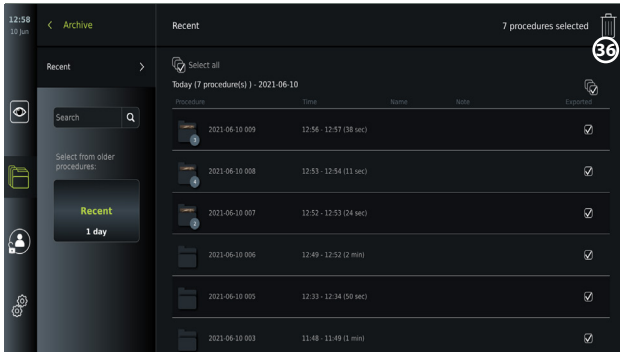 12:58
10 Jun
Archive
Recent
7 procedures selected
36
Recent
Select all
Today (7 procedure(s) ) - 2021-06-10
Procedure Time Name Note Exported
Search
Select from older
procedures:
Recent
1 day
3
2021-06-10 009 12:56 - 12:57 (38 sec)
4
2021-06-10 008 12:53 - 12:54 (11 sec)
2
2021-06-10 007 12:52 - 12:53 (24 sec)
2021-06-10 006 12:49 - 12:52 (2 min)
2021-06-10 005 12:33 - 12:34 (50 sec)
2021-06-10 003 11:48 - 11:49 (1 min)